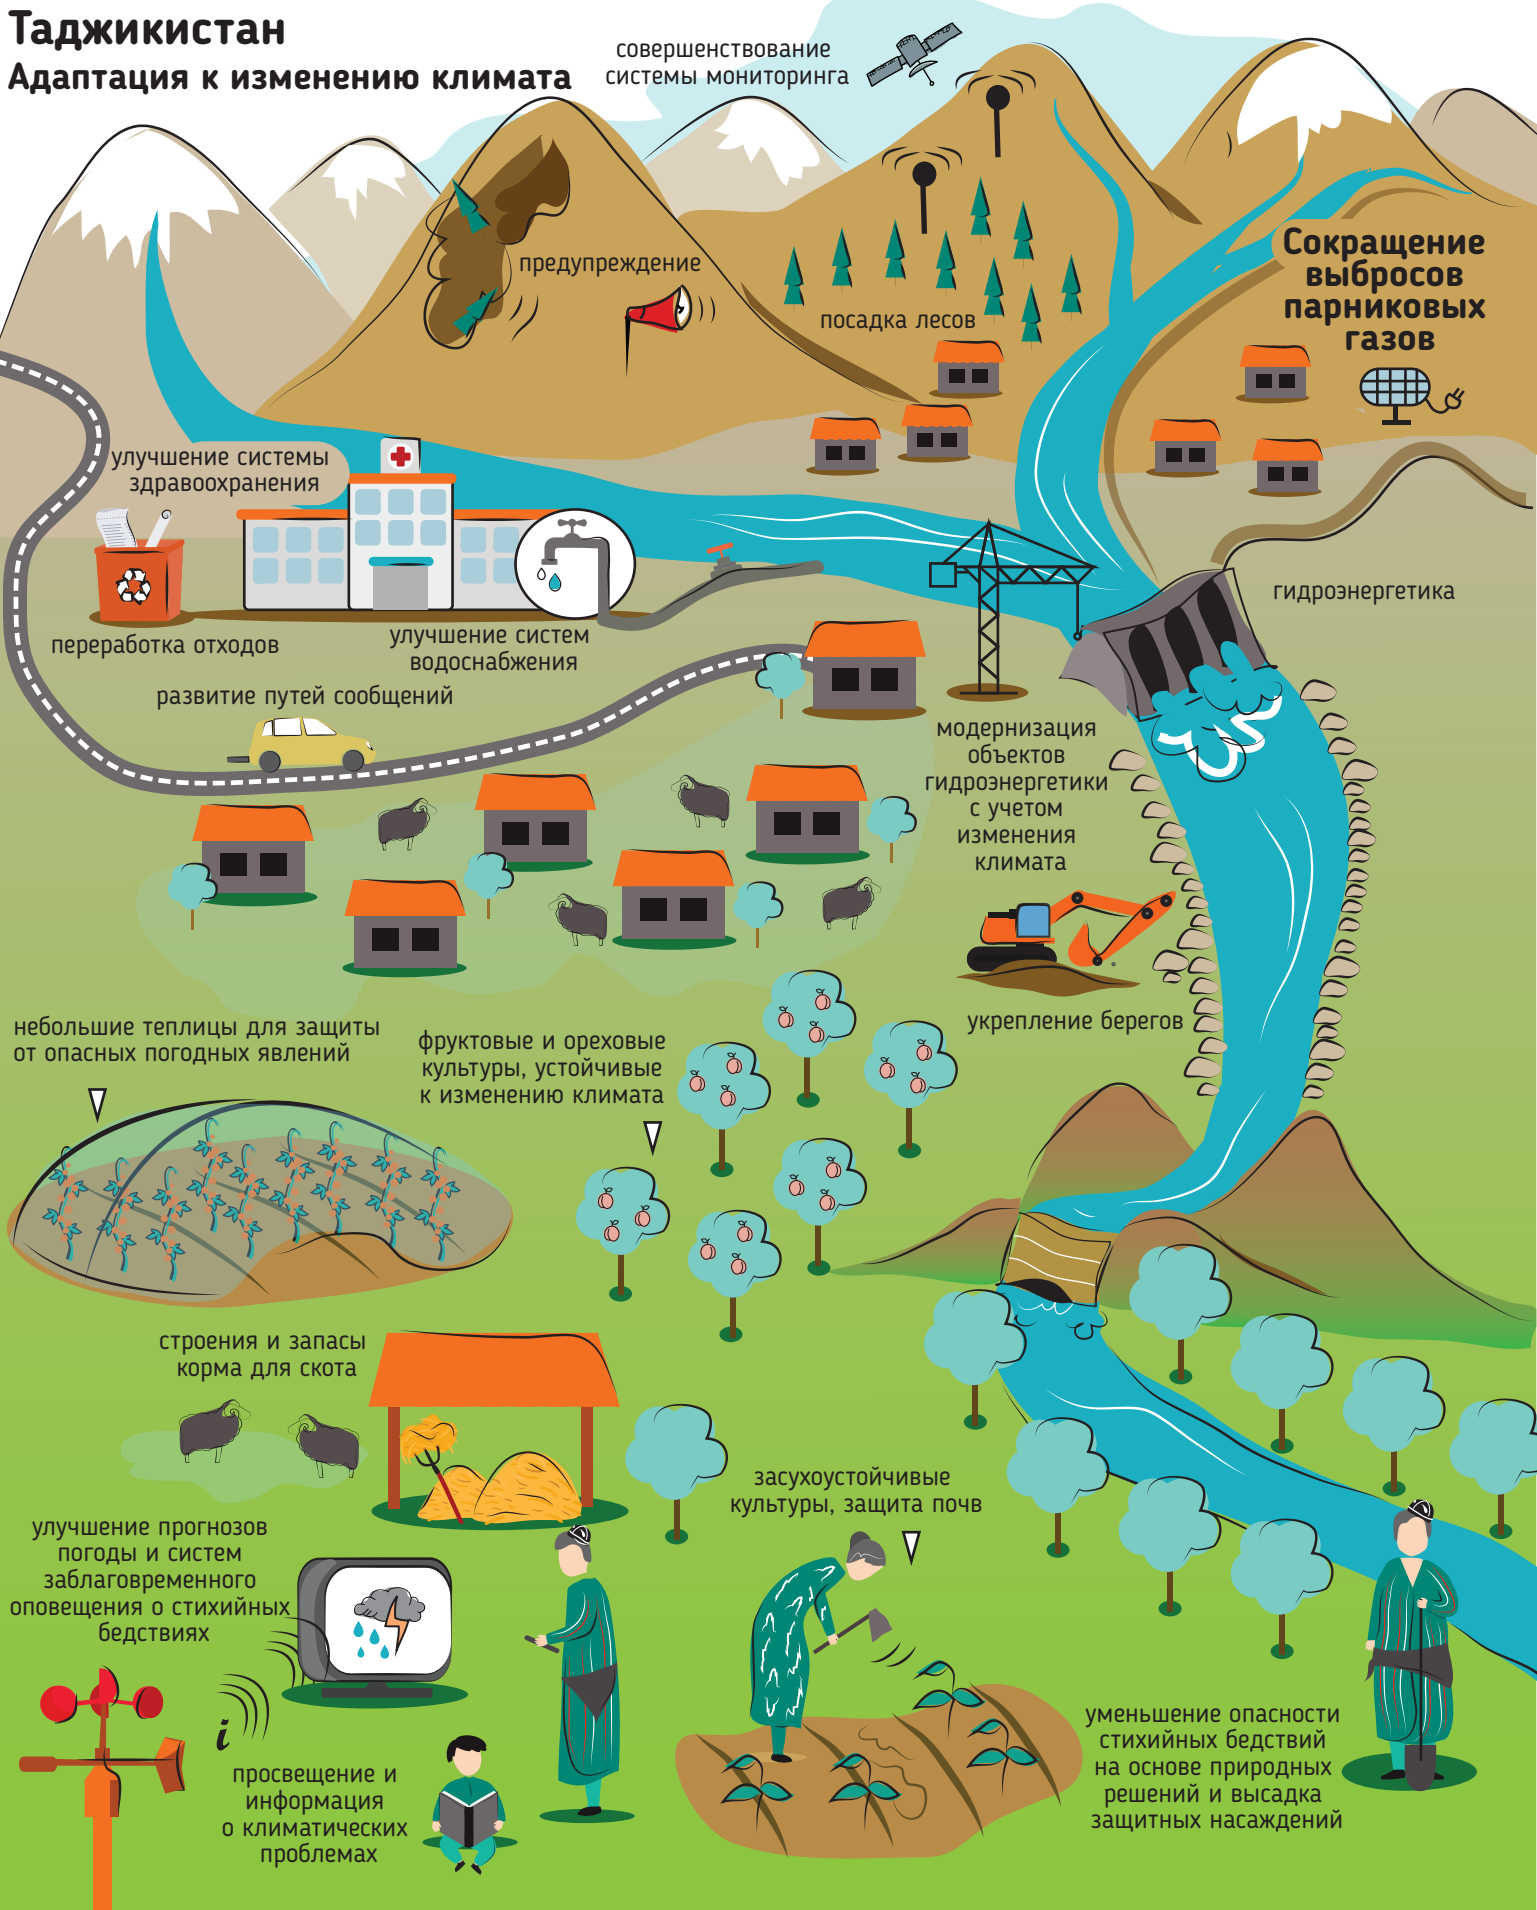 Таджикистан
Адаптация к изменению климата
совершенствование
системы мониторинга
предупреждение
посадка лесов
Сокращение
выбросов
парниковых
газов
улучшение системы
здравоохранения
гидроэнергетика
переработка отходов
улучшение систем
водоснабжения
развитие путей сообщений
модернизация
объектов
гидроэнергетики
с учетом
изменения
климата
укрепление берегов
небольшие теплицы для защиты
от опасных погодных явлений
фруктовые и ореховые
культуры, устойчивые
к изменению климата
строения и запасы
корма для скота
засухоустойчивые
культуры, защита почв
улучшение прогнозов
погоды и систем
заблаговременного
оповещения о стихийных
бедствиях
i
просвещение и
информация
о климатических
проблемах
уменьшение опасности
стихийных бедствий
на основе природных
решений и высадка
защитных насаждений